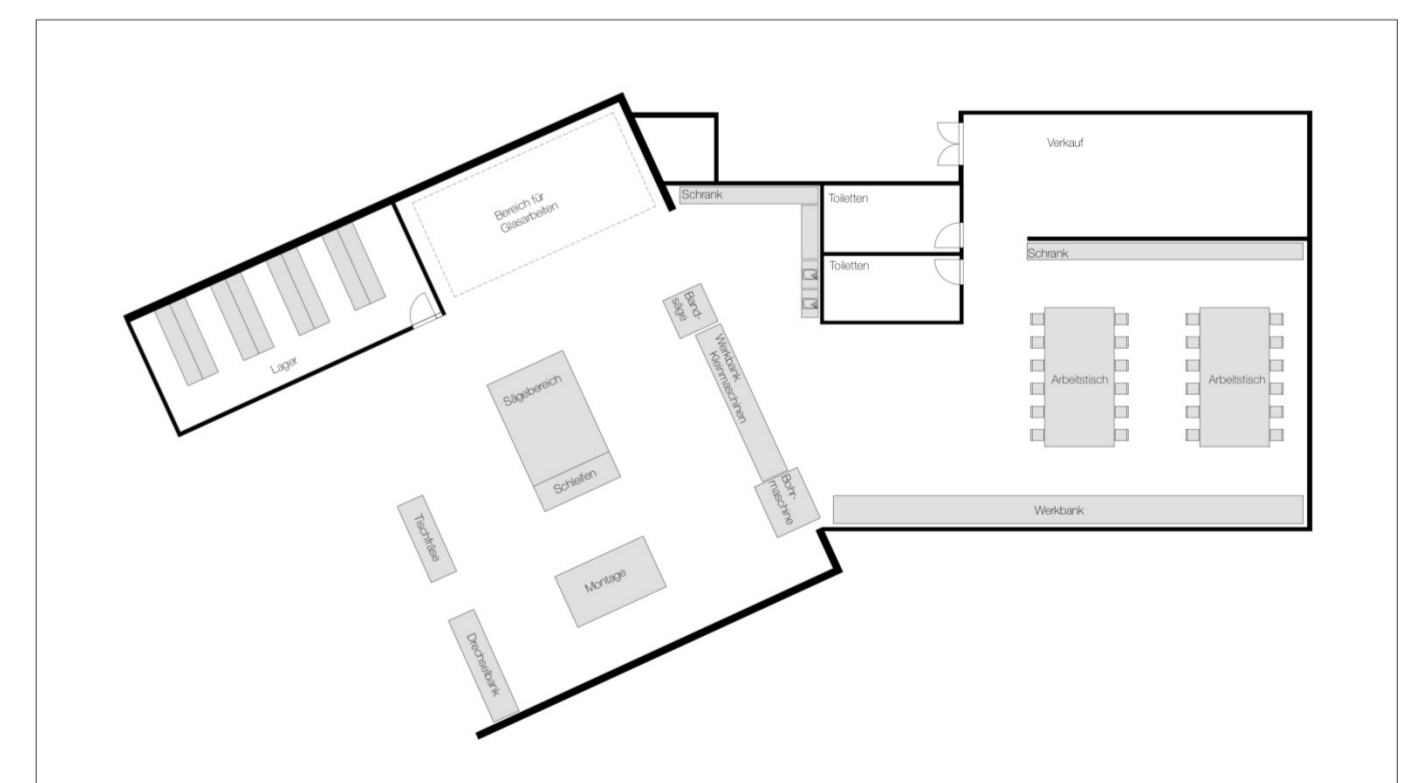 Verkauf
Bereich für
Glasarbeiten
Schrank
Toiletten
Toiletten
Schrank
Lager
Band-
säge
Werkbank
Kleinmaschinen
Sägebereich
Schleifen
Arbeitstisch
Arbeitstisch
Bohr-
maschine
Werkbank
Tischfräse
Montage
Drechselbank